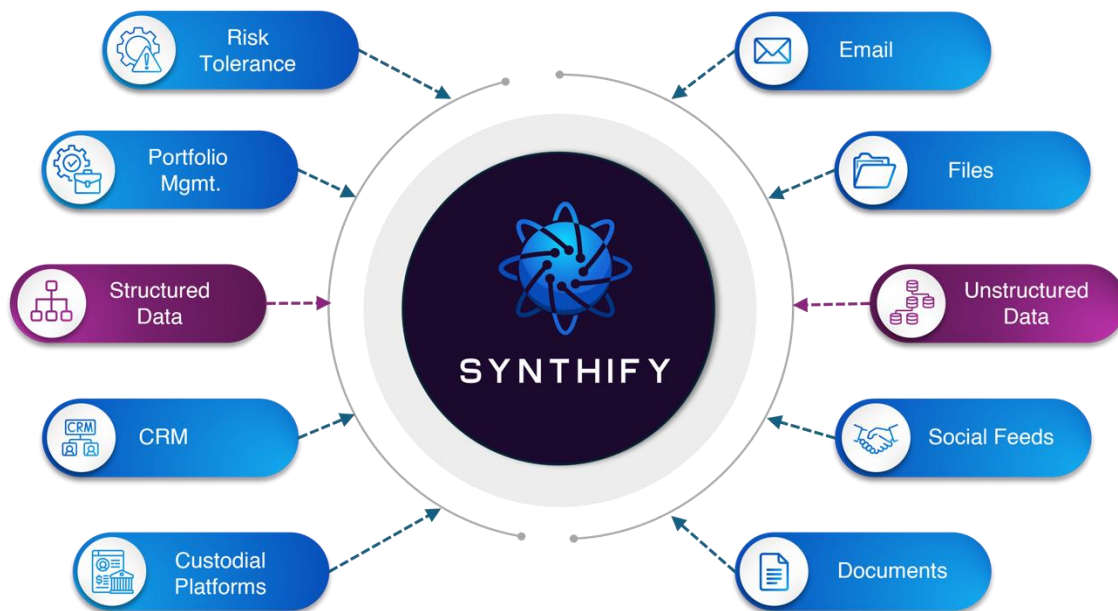 Risk
Tolerance
Portfolio
Mgmt.
Structured
Data
CRM
CRM
Custodial
Platforms
SYNTHIFY
Email
Files
Unstructured
Data
Social Feeds
Documents